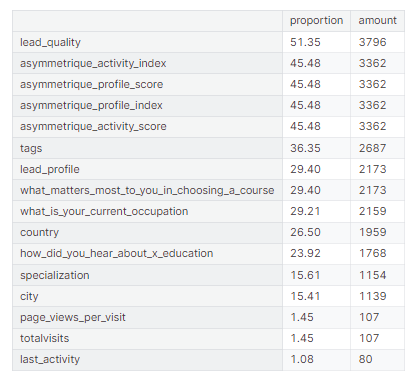 proportion amount
lead_quality 51.35 3796
asymmetrique_activity_index 45.48 3362
asymmetrique_profile_score 45.48 3362
asymmetrique_profile_index 45.48 3362
asymmetrique_activity_score 45.48 3362
tags 36.35 2687
lead_profile 29.40 2173
what_matters_most_to_you_in_choosing_a_course 29.40 2173
what_is_your_current_occupation 29.21 2159
country 26.50 1959
how_did_you_hear_about_x_education 23.92 1768
specialization 15.61 1154
city 15.41 1139
page_views_per_visit 1.45 107
totalvisits 1.45 107
last_activity 1.08 80